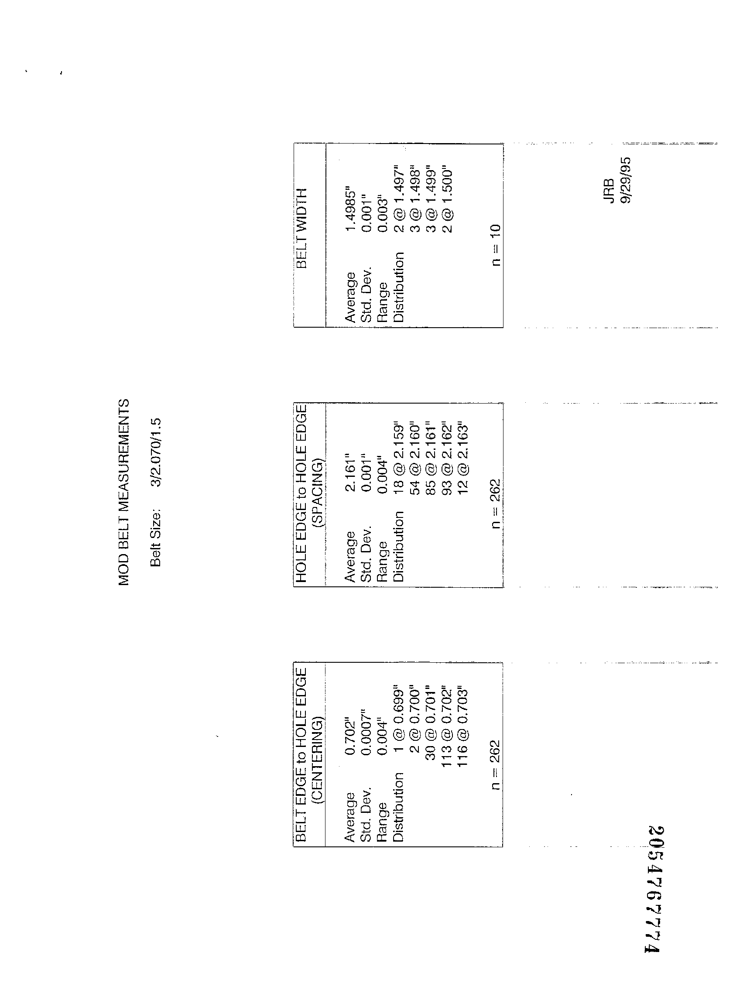 MOD BELT MEASUREMENTS
Belt Size: 3/2.070/1.5
BELT EDGE to HOLE EDGE
(CENTERING)
Average 0.702"
Std. Dev. 0.0007"
Range 0.004"
Distribution 1 @ 0.699"
2 @ 0.700"
30 @ 0.701"
113 @ 0.702"
116 @ 0.703"
n = 262
HOLE EDGE to HOLE EDGE
(SPACING)
Average 2.161"
Std. Dev. 0.001"
Range 0.004"
Distribution 18 @ 2.159"
54 @ 2.160"
85 @ 2.161"
93 @ 2.162"
12 @ 2.163"
n = 262
BELT WIDTH
Average 1.4985"
Std. Dev. 0.001"
Range 0.003"
Distribution 2 @ 1.497"
3 @ 1.498"
3 @ 1.499"
2 @ 1.500"
n = 10
JRB
9/29/95
2054767774